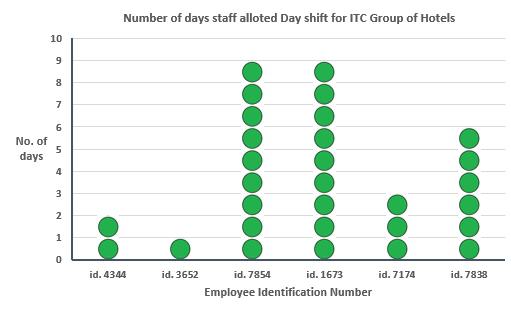 Number of days staff alloted Day shift for ITC Group of Hotels
10
9
8
7
6
5
4
3
2
1
0
No. of
days
id. 4344 id. 3652 id. 7854 id. 1673 id. 7174 id. 7838
Employee Identification Number